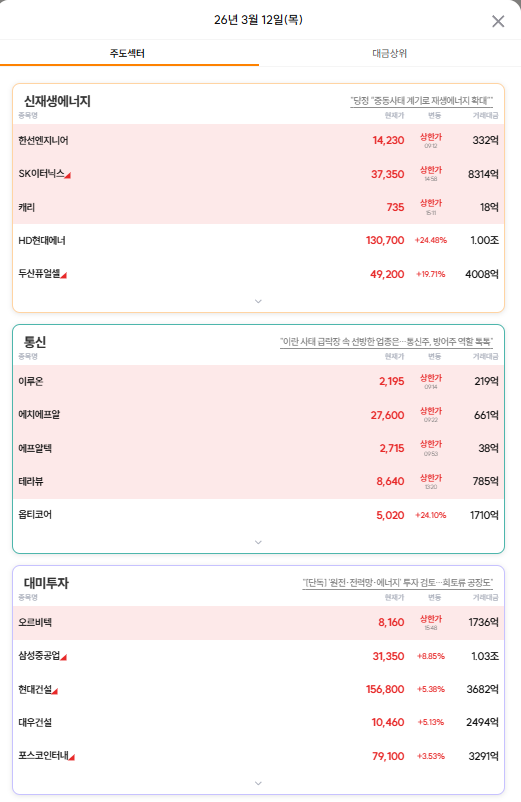 26년 3월 12일(목)
주도섹터 대금상위
신재생에너지 "당정 “중동사태 계기로 재생에너지 확대”"
종목명 현재가 변동 거래대금
한선엔지니어 14,230 상한가 332억
09:12
SK이터닉스 37,350 상한가 8314억
14:58
캐리 735 상한가 18억
15:11
HD현대에너 130,700 +24.48% 1.00조
두산퓨얼셀 49,200 +19.71% 4008억
통신 "이란 사태 급락장 속 선방한 업종은…통신주, 방어주 역할 톡톡"
종목명 현재가 변동 거래대금
이루온 2,195 상한가 219억
09:14
에치에프알 27,600 상한가 661억
09:22
에프알텍 2,715 상한가 38억
09:53
테라뷰 8,640 상한가 785억
13:20
옵티코어 5,020 +24.10% 1710억
대미투자 "[단독] '원전·전력망·에너지' 투자 검토…희토류 공장도"
종목명 현재가 변동 거래대금
오르비텍 8,160 상한가 1736억
15:48
삼성중공업 31,350 +8.85% 1.03조
현대건설 156,800 +5.38% 3682억
대우건설 10,460 +5.13% 2494억
포스코인터내 79,100 +3.53% 3291억